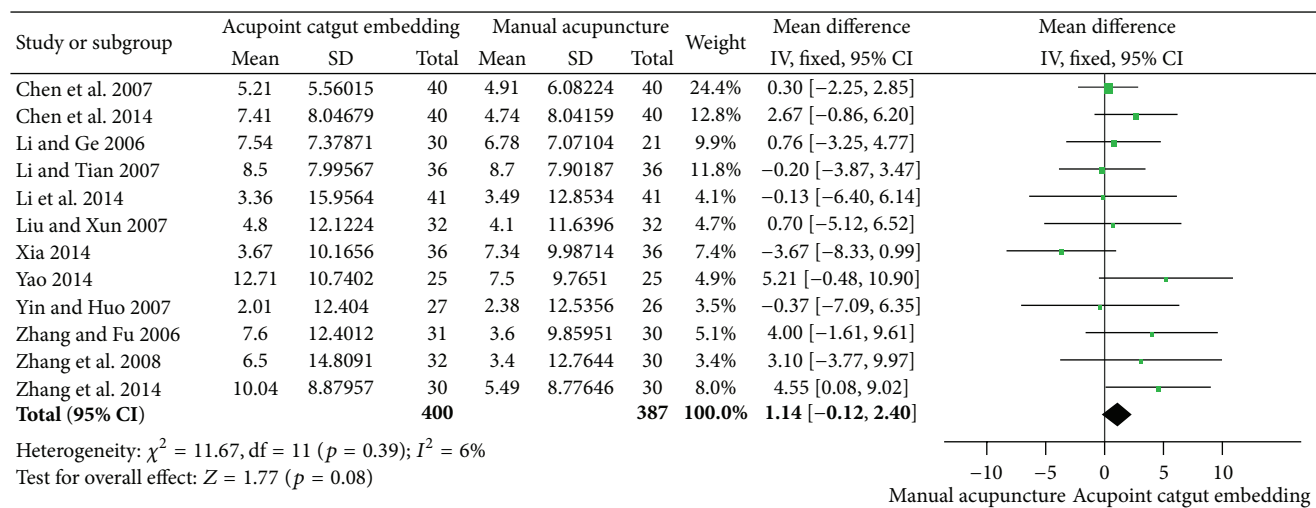 Study or subgroup Acupoint catgut embedding Manual acupuncture Weight Mean difference Mean difference
Mean SD Total Mean SD Total IV, fixed, 95% CI IV, fixed, 95% CI
Chen et al. 2007 5.21 5.56015 40 4.91 6.08224 40 24.4% 0.30 [−2.25, 2.85]
Chen et al. 2014 7.41 8.04679 40 4.74 8.04159 40 12.8% 2.67 [−0.86, 6.20]
Li and Ge 2006 7.54 7.37871 30 6.78 7.07104 21 9.9% 0.76 [−3.25, 4.77]
Li and Tian 2007 8.5 7.99567 36 8.7 7.90187 36 11.8% −0.20 [−3.87, 3.47]
Li et al. 2014 3.36 15.9564 41 3.49 12.8534 41 4.1% −0.13 [−6.40, 6.14]
Liu and Xun 2007 4.8 12.1224 32 4.1 11.6396 32 4.7% 0.70 [−5.12, 6.52]
Xia 2014 3.67 10.1656 36 7.34 9.98714 36 7.4% −3.67 [−8.33, 0.99]
Yao 2014 12.71 10.7402 25 7.5 9.7651 25 4.9% 5.21 [−0.48, 10.90]
Yin and Huo 2007 2.01 12.404 27 2.38 12.5356 26 3.5% −0.37 [−7.09, 6.35]
Zhang and Fu 2006 7.6 12.4012 31 3.6 9.85951 30 5.1% 4.00 [−1.61, 9.61]
Zhang et al. 2008 6.5 14.8091 32 3.4 12.7644 30 3.4% 3.10 [−3.77, 9.97]
Zhang et al. 2014 10.04 8.87957 30 5.49 8.77646 30 8.0% 4.55 [0.08, 9.02]
Total (95% CI) 400 387 100.0% 1.14 [−0.12, 2.40]
Heterogeneity: χ² = 11.67, df = 11 (p = 0.39); I² = 6%
Test for overall effect: Z = 1.77 (p = 0.08)
−10 −5 0 5 10
Manual acupuncture Acupoint catgut embedding